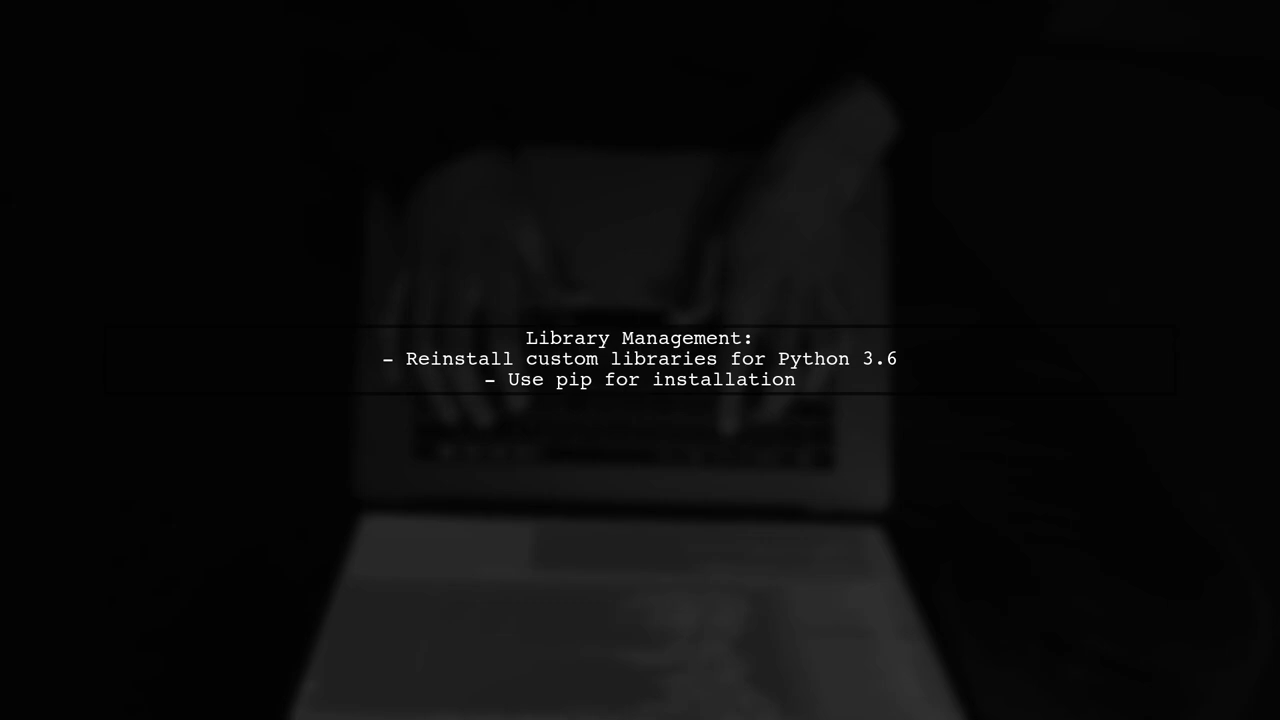 Library Management:
- Reinstall custom libraries for Python 3.6
- Use pip for installation